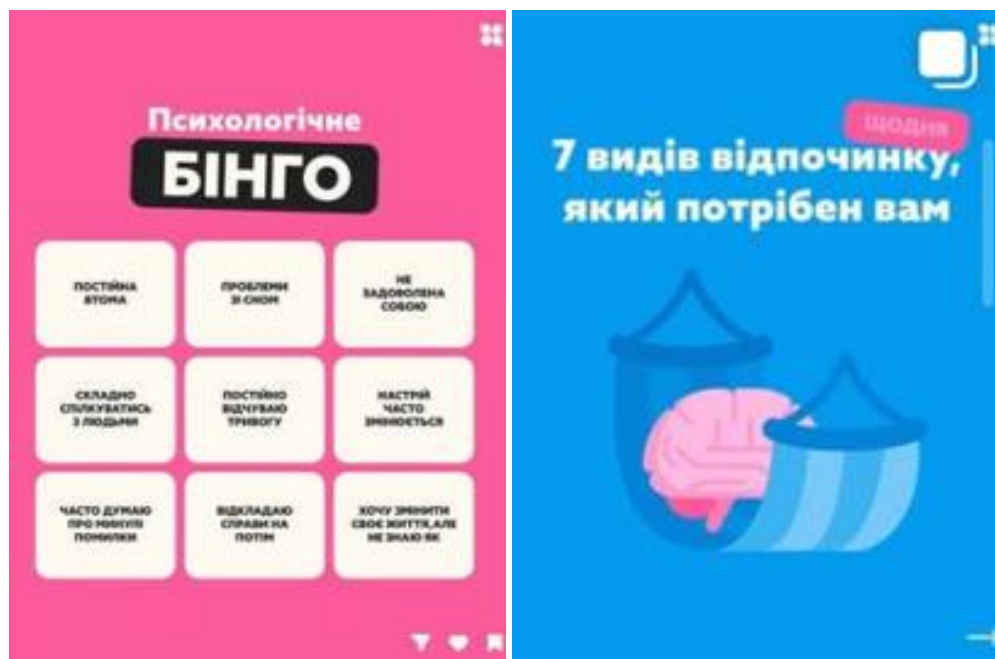 Психологічне
БІНГО
ПОСТІЙНА
ВТОМА
ПРОБЛЕМИ
ЗІ СНОМ
НЕ
ЗАДОВОЛЕНА
СОБОЮ
СКЛАДНО
СПІЛКУВАТИСЬ
З ЛЮДЬМИ
ПОСТІЙНО
ВІДЧУВАЮ
ТРИВОГУ
НАСТРІЙ
ЧАСТО
ЗМІНЮЄТЬСЯ
ЧАСТО ДУМАЮ
ПРО МИНУЛІ
ПОМИЛКИ
ВІДКЛАДАЮ
СПРАВИ НА
ПОТІМ
ХОЧУ ЗМІНИТИ
СВОЄ ЖИТТЯ,АЛЕ
НЕ ЗНАЮ ЯК
щодня
7 видів відпочинку,
який потрібен вам